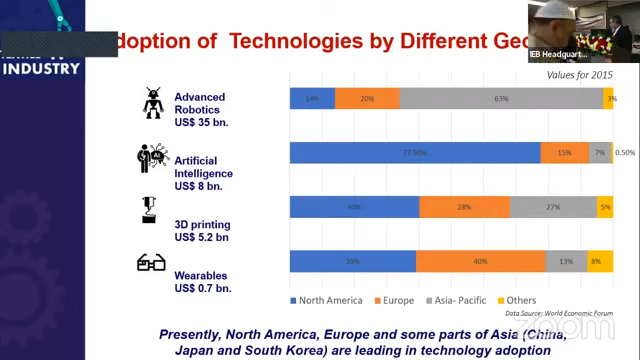 doption of Technologies by Different Geo
INDUSTRY
IEB Headquart...
Values for 2015
Advanced
Robotics
US$ 35 bn.
14%
20%
63%
3%
Artificial
Intelligence
US$ 8 bn.
77.50%
15%
7%
0.50%
3D printing
US$ 5.2 bn
40%
28%
27%
5%
Wearables
US$ 0.7 bn.
39%
40%
13%
8%
North America
Europe
Asia- Pacific
Others
Data Source: World Economic Forum
zoom
Presently, North America, Europe and some parts of Asia (China,
Japan and South Korea) are leading in technology adoption